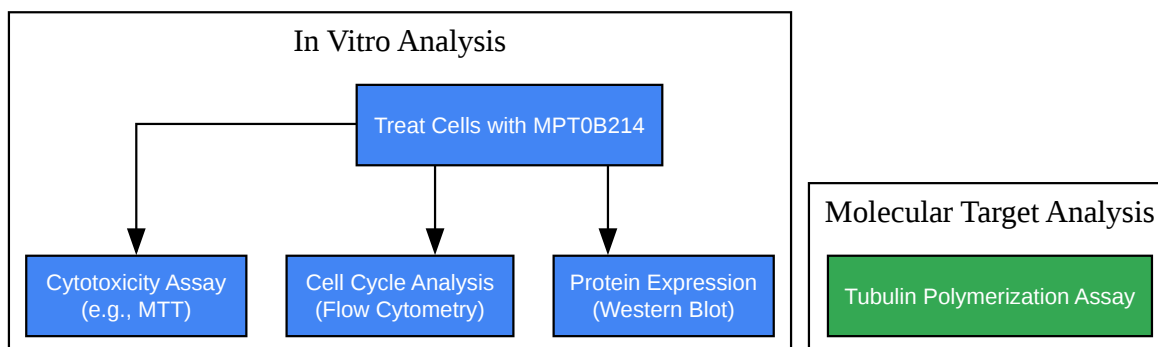 In Vitro Analysis
Treat Cells with MPT0B214
Cytotoxicity Assay
(e.g., MTT)
Cell Cycle Analysis
(Flow Cytometry)
Protein Expression
(Western Blot)
Molecular Target Analysis
Tubulin Polymerization Assay